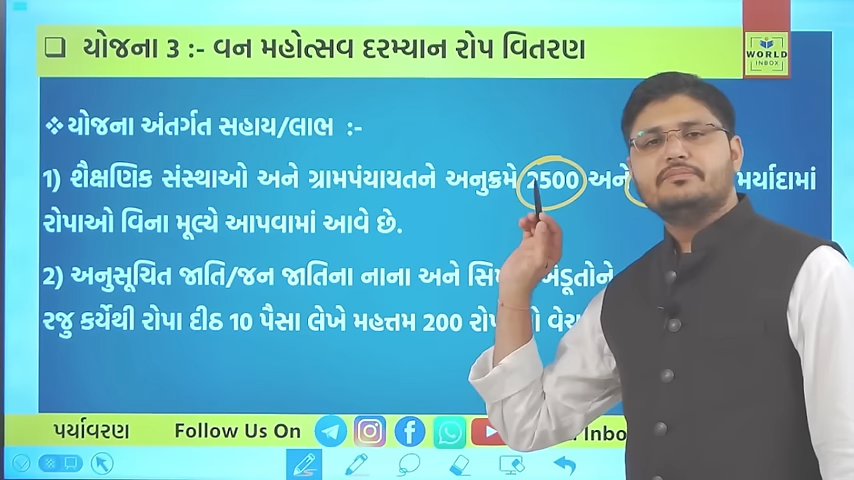 ❑ યોજના 3 :- વન મહોત્સવ દરમ્યાન રોપ વિતરણ
WORLD
INBOX
❖યોજના અંતર્ગત સહાય/લાભ :-
1) શૈક્ષણિક સંસ્થાઓ અને ગ્રામપંચાયતને અનુક્રમે 2500 અને મર્યાદામાં
રોપાઓ વિના મૂલ્યે આપવામાં આવે છે.
2) અનુસૂચિત જાતિ/જન જાતિના નાના અને
રજુ કર્યેથી રોપા દીઠ 10 પૈસા લેખે મહત્તમ 200
પર્યાવરણ Follow Us On